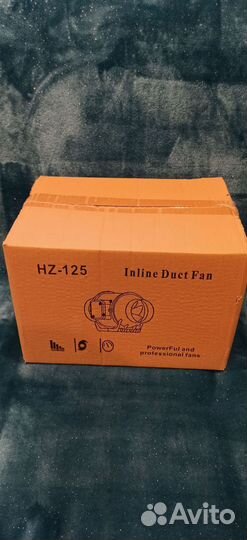 HZ-125
Inline Duct Fan
PowerFul and
professional fans
Avito